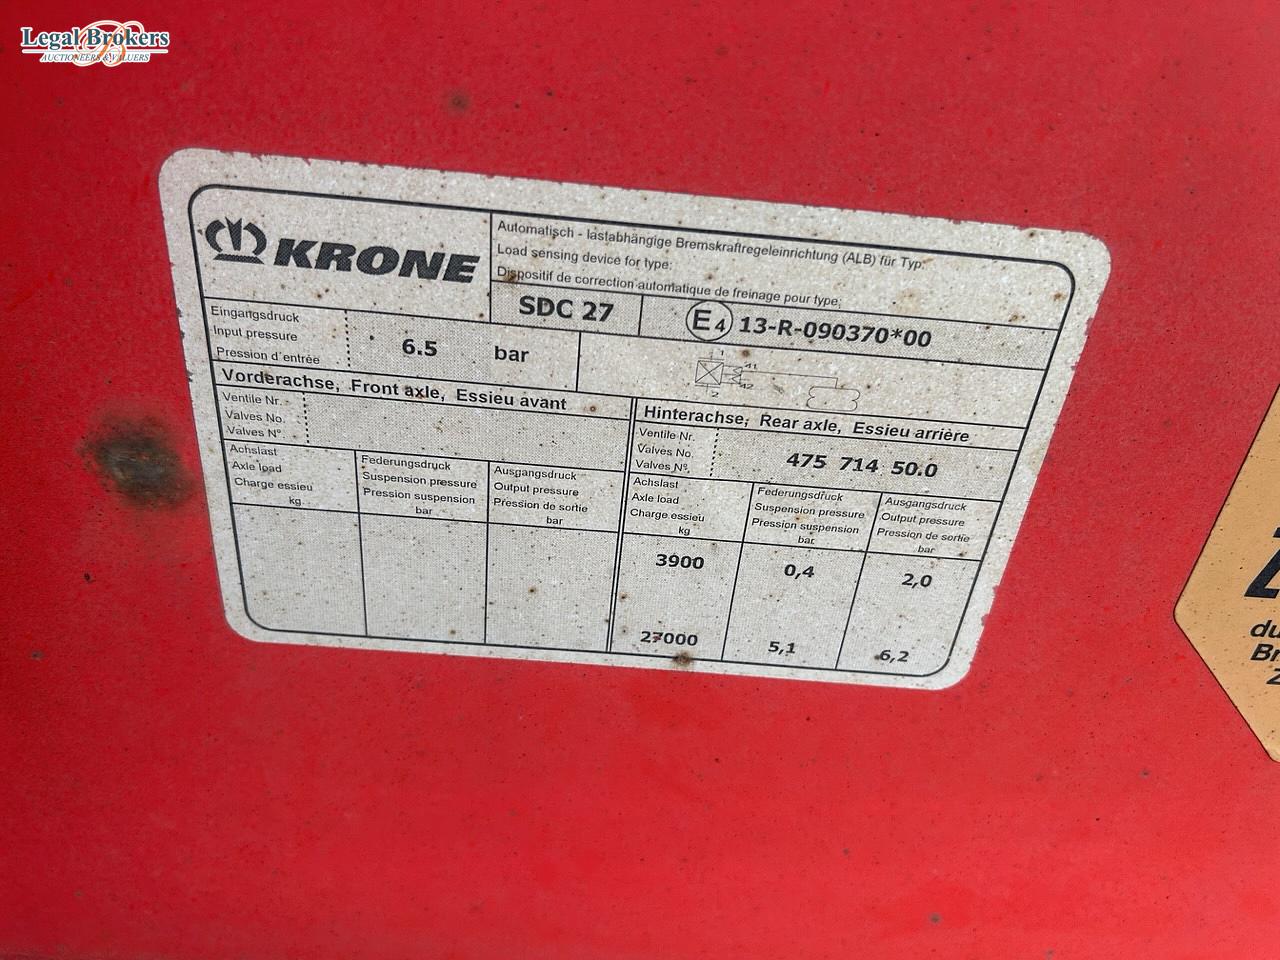 Legal Brokers
AUCTIONEERS & VALUERS
KRONE
Automatisch - lastabhängige Bremskraftregeleinrichtung (ALB) für Typ:
Load sensing device for type:
Dispositif de correction automatique de freinage pour type:
SDC 27
E4 13-R-090370*00
Eingangsdruck
Input pressure
Pression d´entrée
6.5 bar
1
41
42
2
Vorderachse, Front axle, Essieu avant
Ventile Nr.
Valves No.
Valves N°
Achslast
Axle load
Charge essieu
kg
Federungsdruck
Suspension pressure
Pression suspension
bar
Ausgangsdruck
Output pressure
Pression de sortie
bar
Hinterachse, Rear axle, Essieu arrière
Ventile Nr.
Valves No.
Valves Nº.
475 714 50.0
Achslast
Axle load
Charge essieu
kg
Federungsdruck
Suspension pressure
Pression suspension
bar
Ausgangsdruck
Output pressure
Pression de sortie
bar
3900 0,4 2,0
27000 5,1 6,2